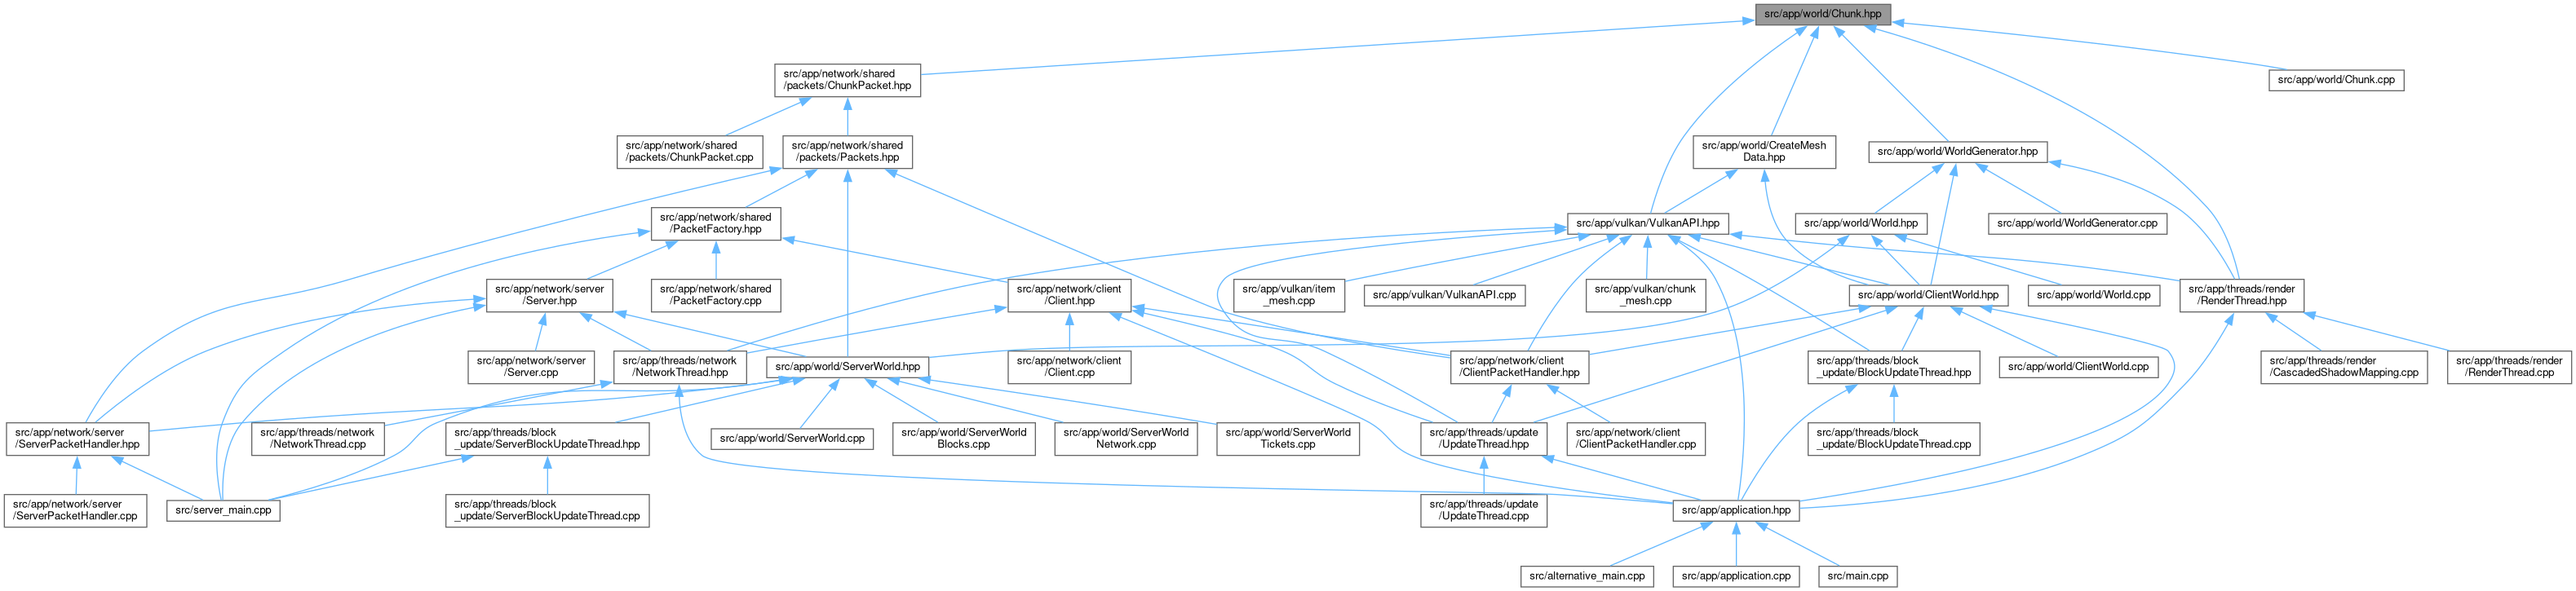 src/app/world/Chunk.hpp
src/app/network/shared
/packets/ChunkPacket.hpp
src/app/world/Chunk.cpp
src/app/network/shared
/packets/ChunkPacket.cpp
src/app/network/shared
/packets/Packets.hpp
src/app/world/CreateMesh
Data.hpp
src/app/world/WorldGenerator.hpp
src/app/network/shared
/PacketFactory.hpp
src/app/vulkan/VulkanAPI.hpp
src/app/world/World.hpp
src/app/world/WorldGenerator.cpp
src/app/network/server
/Server.hpp
src/app/network/shared
/PacketFactory.cpp
src/app/network/client
/Client.hpp
src/app/vulkan/item
_mesh.cpp
src/app/vulkan/VulkanAPI.cpp
src/app/vulkan/chunk
_mesh.cpp
src/app/world/ClientWorld.hpp
src/app/world/World.cpp
src/app/threads/render
/RenderThread.hpp
src/app/network/server
/Server.cpp
src/app/threads/network
/NetworkThread.hpp
src/app/world/ServerWorld.hpp
src/app/network/client
/Client.cpp
src/app/network/client
/ClientPacketHandler.hpp
src/app/threads/block
_update/BlockUpdateThread.hpp
src/app/world/ClientWorld.cpp
src/app/threads/render
/CascadedShadowMapping.cpp
src/app/threads/render
/RenderThread.cpp
src/app/network/server
/ServerPacketHandler.hpp
src/app/threads/network
/NetworkThread.cpp
src/app/threads/block
_update/ServerBlockUpdateThread.hpp
src/app/world/ServerWorld.cpp
src/app/world/ServerWorld
Blocks.cpp
src/app/world/ServerWorld
Network.cpp
src/app/world/ServerWorld
Tickets.cpp
src/app/threads/update
/UpdateThread.hpp
src/app/network/client
/ClientPacketHandler.cpp
src/app/threads/block
_update/BlockUpdateThread.cpp
src/app/network/server
/ServerPacketHandler.cpp
src/server_main.cpp
src/app/threads/block
_update/ServerBlockUpdateThread.cpp
src/app/threads/update
/UpdateThread.cpp
src/app/application.hpp
src/alternative_main.cpp
src/app/application.cpp
src/main.cpp